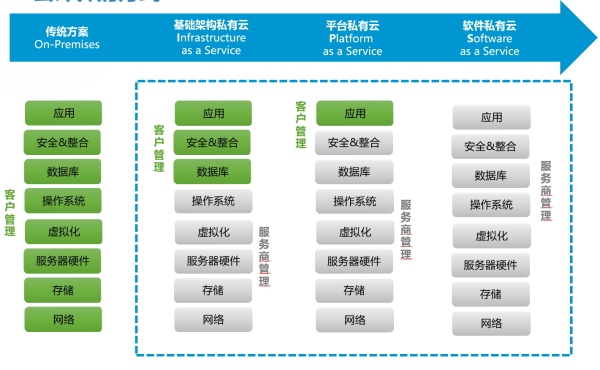 传统方案
On-Premises
基础架构私有云
Infrastructure
as a Service
平台私有云
Platform
as a Service
软件私有云
Software
as a Service
客户管理
应用
安全&整合
数据库
操作系统
虚拟化
服务器硬件
存储
网络
客户管理
应用
安全&整合
数据库
操作系统
虚拟化
服务器硬件
存储
网络
服务商管理
客户管理
应用
安全&整合
数据库
操作系统
虚拟化
服务器硬件
存储
网络
服务商管理
应用
安全&整合
数据库
操作系统
虚拟化
服务器硬件
存储
网络
服务商管理